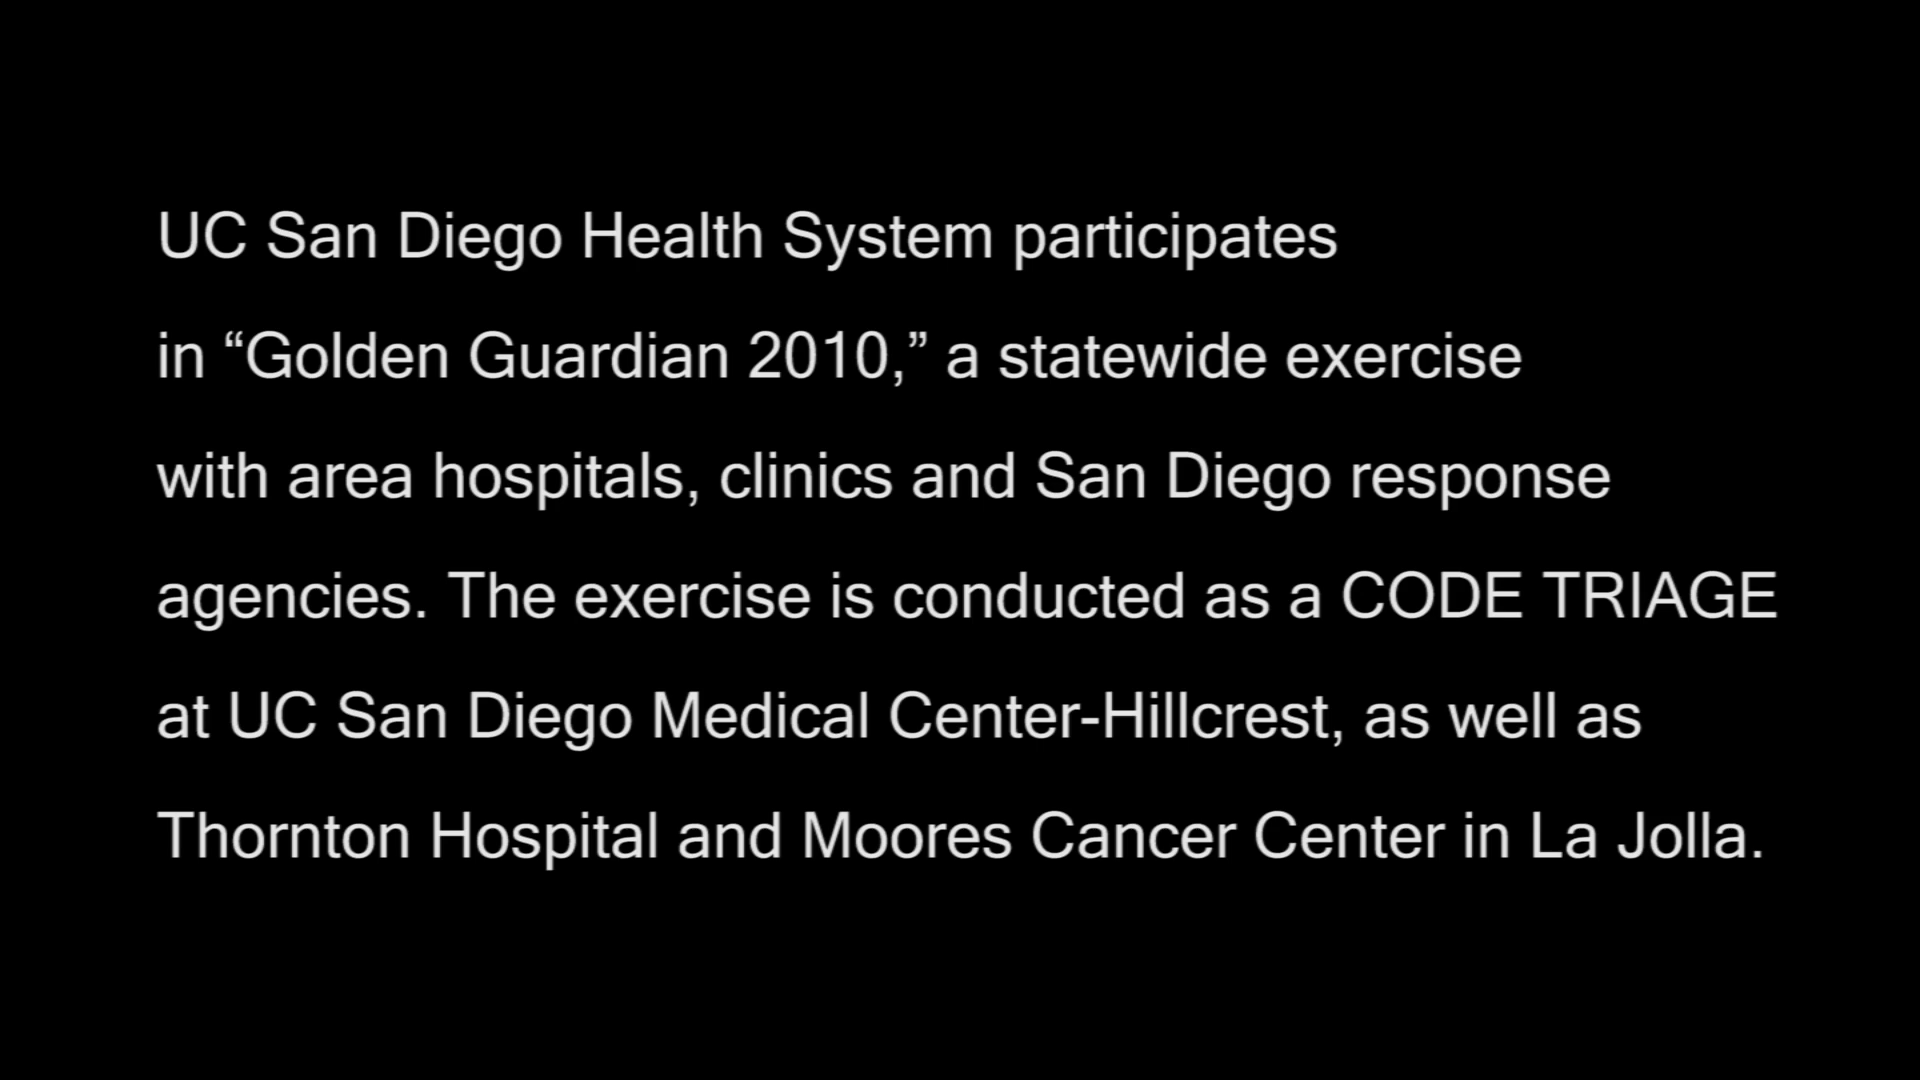 UC San Diego Health System participates
in “Golden Guardian 2010,” a statewide exercise
with area hospitals, clinics and San Diego response
agencies. The exercise is conducted as a CODE TRIAGE
at UC San Diego Medical Center-Hillcrest, as well as
Thornton Hospital and Moores Cancer Center in La Jolla.